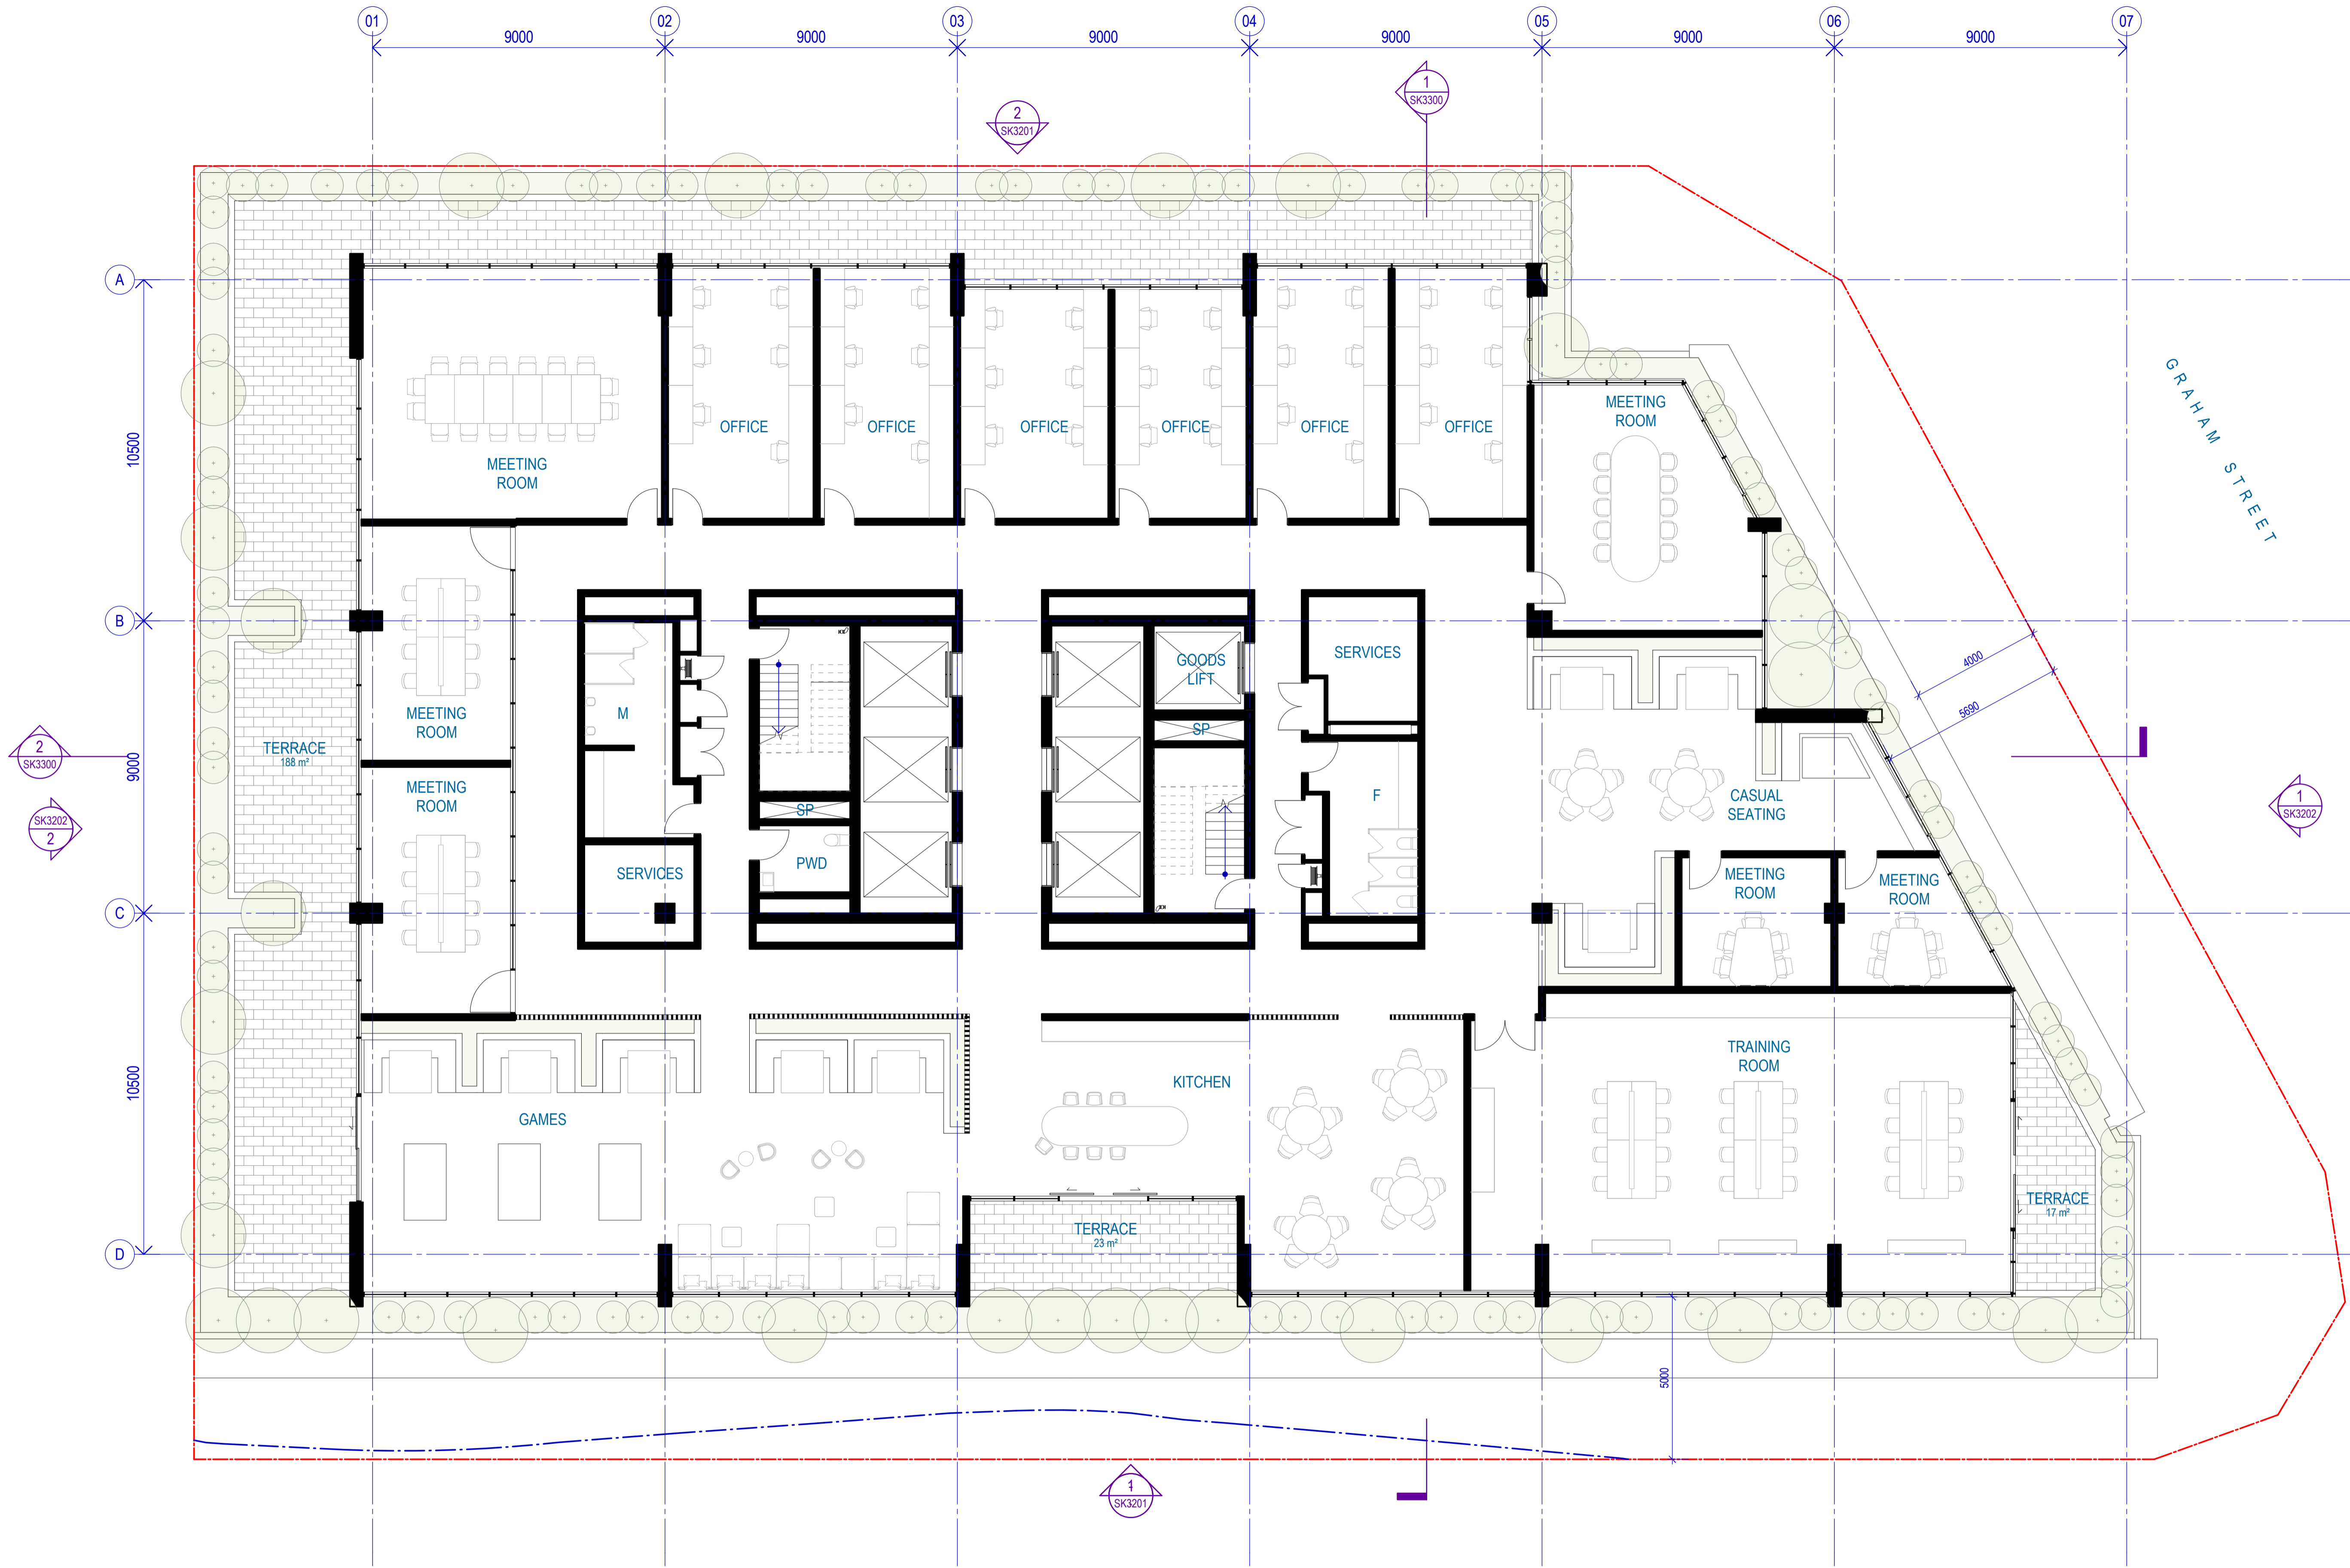 01
02
03
04
05
06
07
9000
9000
9000
9000
9000
9000
1
SK3300
2
SK3201
A
GRAHAM STREET
MEETING
ROOM
OFFICE
OFFICE
OFFICE
OFFICE
OFFICE
OFFICE
MEETING
ROOM
10500
B
SERVICES
GOODS
LIFT
4000
5690
M
SP
MEETING
ROOM
TERRACE
188 m²
2
SK3300
9000
MEETING
ROOM
SP
F
CASUAL
SEATING
1
SK3202
SK3202
2
PWD
SERVICES
MEETING
ROOM
MEETING
ROOM
C
10500
TRAINING
ROOM
KITCHEN
GAMES
TERRACE
23 m²
TERRACE
17 m²
D
5000
1
SK3201